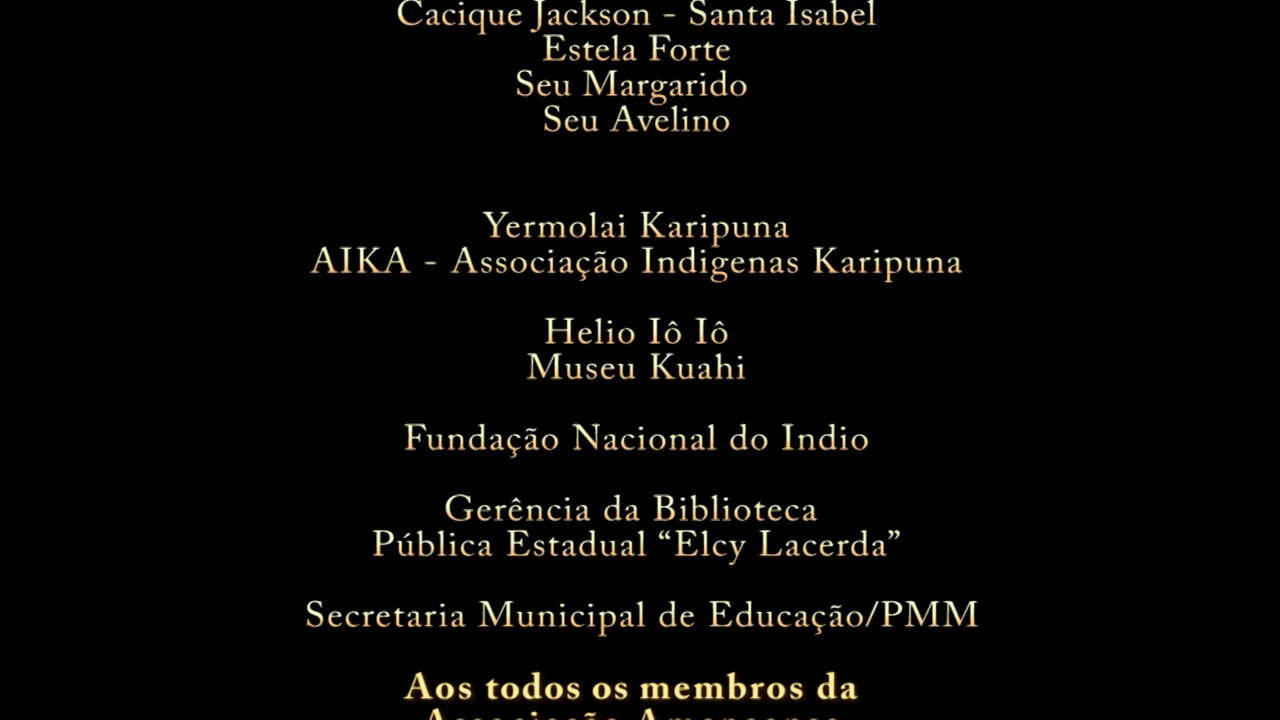 Cacique Jackson - Santa Isabel
Estela Forte
Seu Margarido
Seu Avelino
Yermolai Karipuna
AIKA - Associação Indigenas Karipuna
Helio Iô Iô
Museu Kuahi
Fundação Nacional do Indio
Gerência da Biblioteca
Pública Estadual “Elcy Lacerda”
Secretaria Municipal de Educação/PMM
Aos todos os membros da